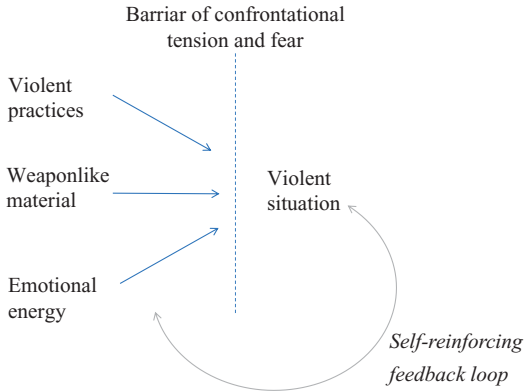 Barriar of confrontational
tension and fear
Violent
practices
Weaponlike
material
Violent
situation
Emotional
energy
Self-reinforcing
feedback loop